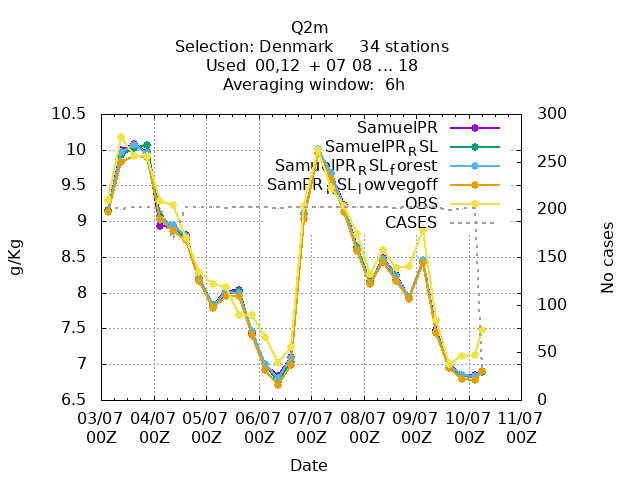 Q2m
Selection: Denmark 34 stations
Used 00,12 + 07 08 ... 18
Averaging window: 6h
10.5
10
9.5
9
8.5
8
7.5
7
6.5
g/Kg
300
250
200
150
100
50
0
No cases
SamuelPR
SamuelPR_RSL
SamuelPR_RSL_forest
SamPR_RSL_lowvegoff
OBS
CASES
03/07 04/07 05/07 06/07 07/07 08/07 09/07 10/07 11/07
00Z 00Z 00Z 00Z 00Z 00Z 00Z 00Z 00Z
Date